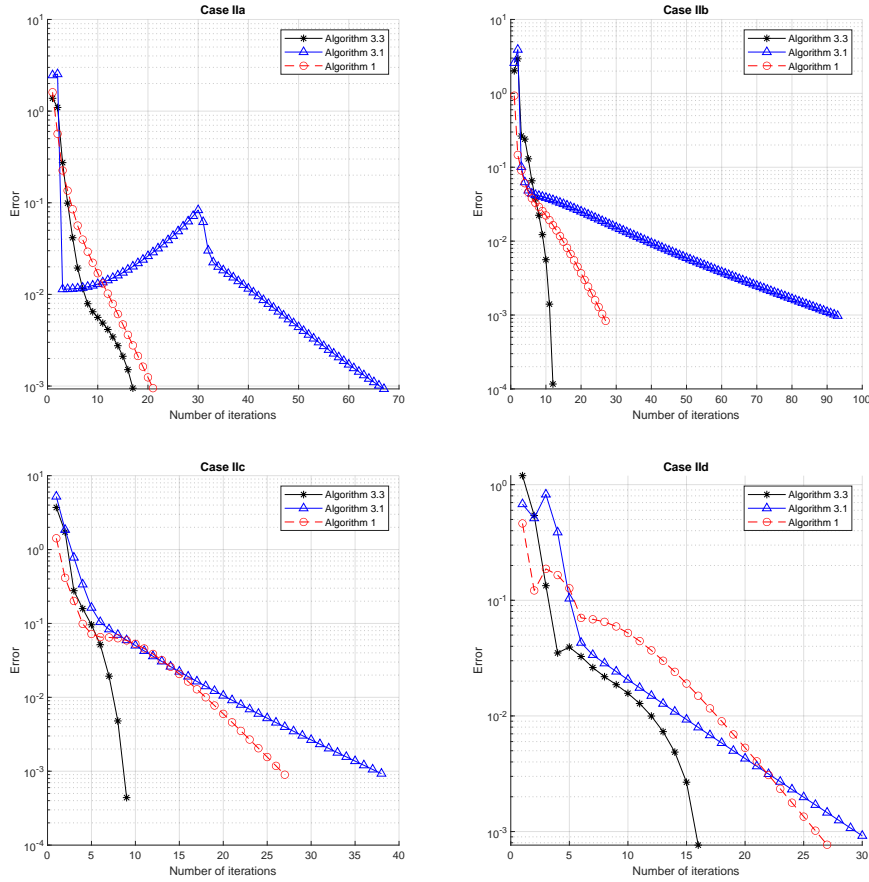 Case IIa
10^1
10^0
10^-1
10^-2
10^-3
Error
0 10 20 30 40 50 60 70
Number of iterations
Algorithm 3.3
Algorithm 3.1
Algorithm 1
Case IIb
10^1
10^0
10^-1
10^-2
10^-3
10^-4
Error
0 10 20 30 40 50 60 70 80 90 100
Number of iterations
Algorithm 3.3
Algorithm 3.1
Algorithm 1
Case IIc
10^1
10^0
10^-1
10^-2
10^-3
10^-4
Error
0 5 10 15 20 25 30 35 40
Number of iterations
Algorithm 3.3
Algorithm 3.1
Algorithm 1
Case IId
10^0
10^-1
10^-2
10^-3
Error
0 5 10 15 20 25 30
Number of iterations
Algorithm 3.3
Algorithm 3.1
Algorithm 1